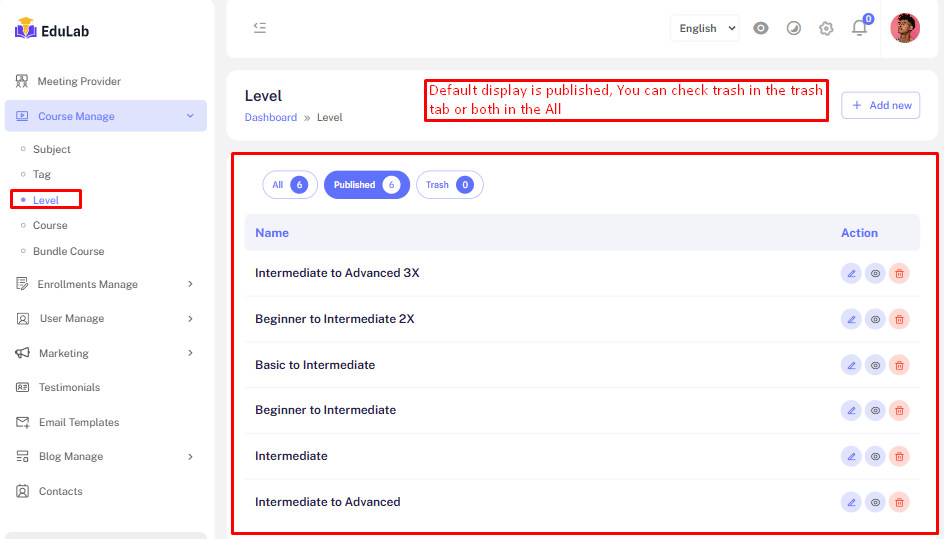 EduLab
English
0
Meeting Provider
Course Manage
Subject
Tag
Level
Course
Bundle Course
Enrollments Manage
User Manage
Marketing
Testimonials
Email Templates
Blog Manage
Contacts
Level
Dashboard » Level
Default display is published, You can check trash in the trash
tab or both in the All
+ Add new
All 6 Published 6 Trash 0
Name Action
Intermediate to Advanced 3X
Beginner to Intermediate 2X
Basic to Intermediate
Beginner to Intermediate
Intermediate
Intermediate to Advanced